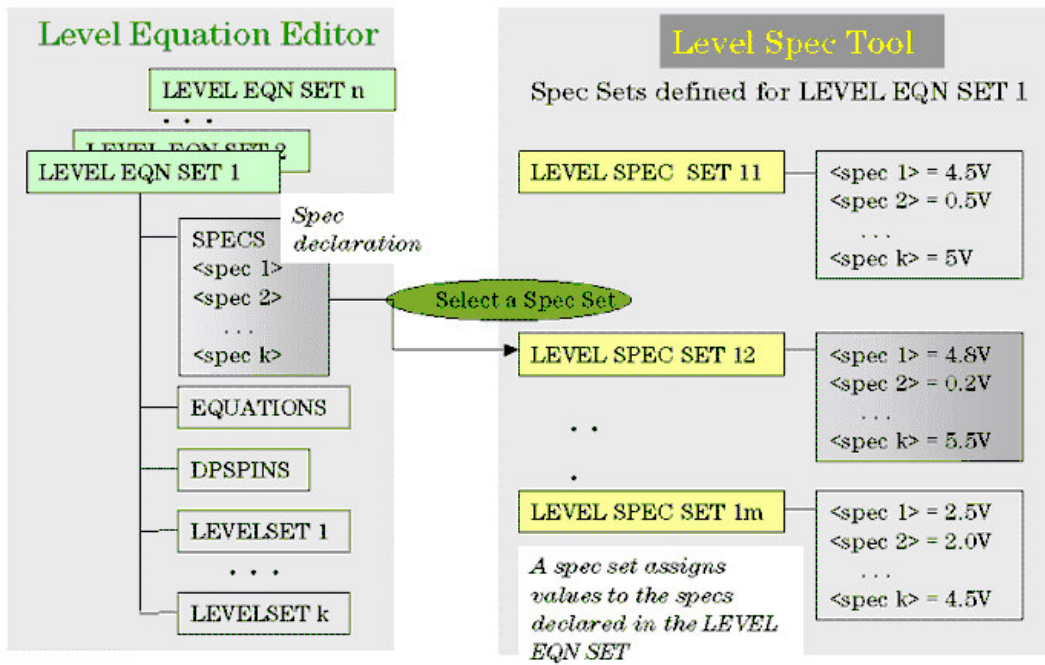 Level Equation Editor
LEVEL EQN SET n
. . .
LEVEL EQN SET 2
LEVEL EQN SET 1
Spec
declaration
SPECS
<spec 1>
<spec 2>
. . .
<spec k>
EQUATIONS
DPSPINS
LEVELSET 1
. . .
LEVELSET k
Select a Spec Set
Level Spec Tool
Spec Sets defined for LEVEL EQN SET 1
LEVEL SPEC SET 11
<spec 1> = 4.5V
<spec 2> = 0.5V
. . .
<spec k> = 5V
LEVEL SPEC SET 12
<spec 1> = 4.8V
<spec 2> = 0.2V
. . .
<spec k> = 5.5V
. .
.
LEVEL SPEC SET 1m
<spec 1> = 2.5V
<spec 2> = 2.0V
. . .
<spec k> = 4.5V
A spec set assigns
values to the specs
declared in the LEVEL
EQN SET